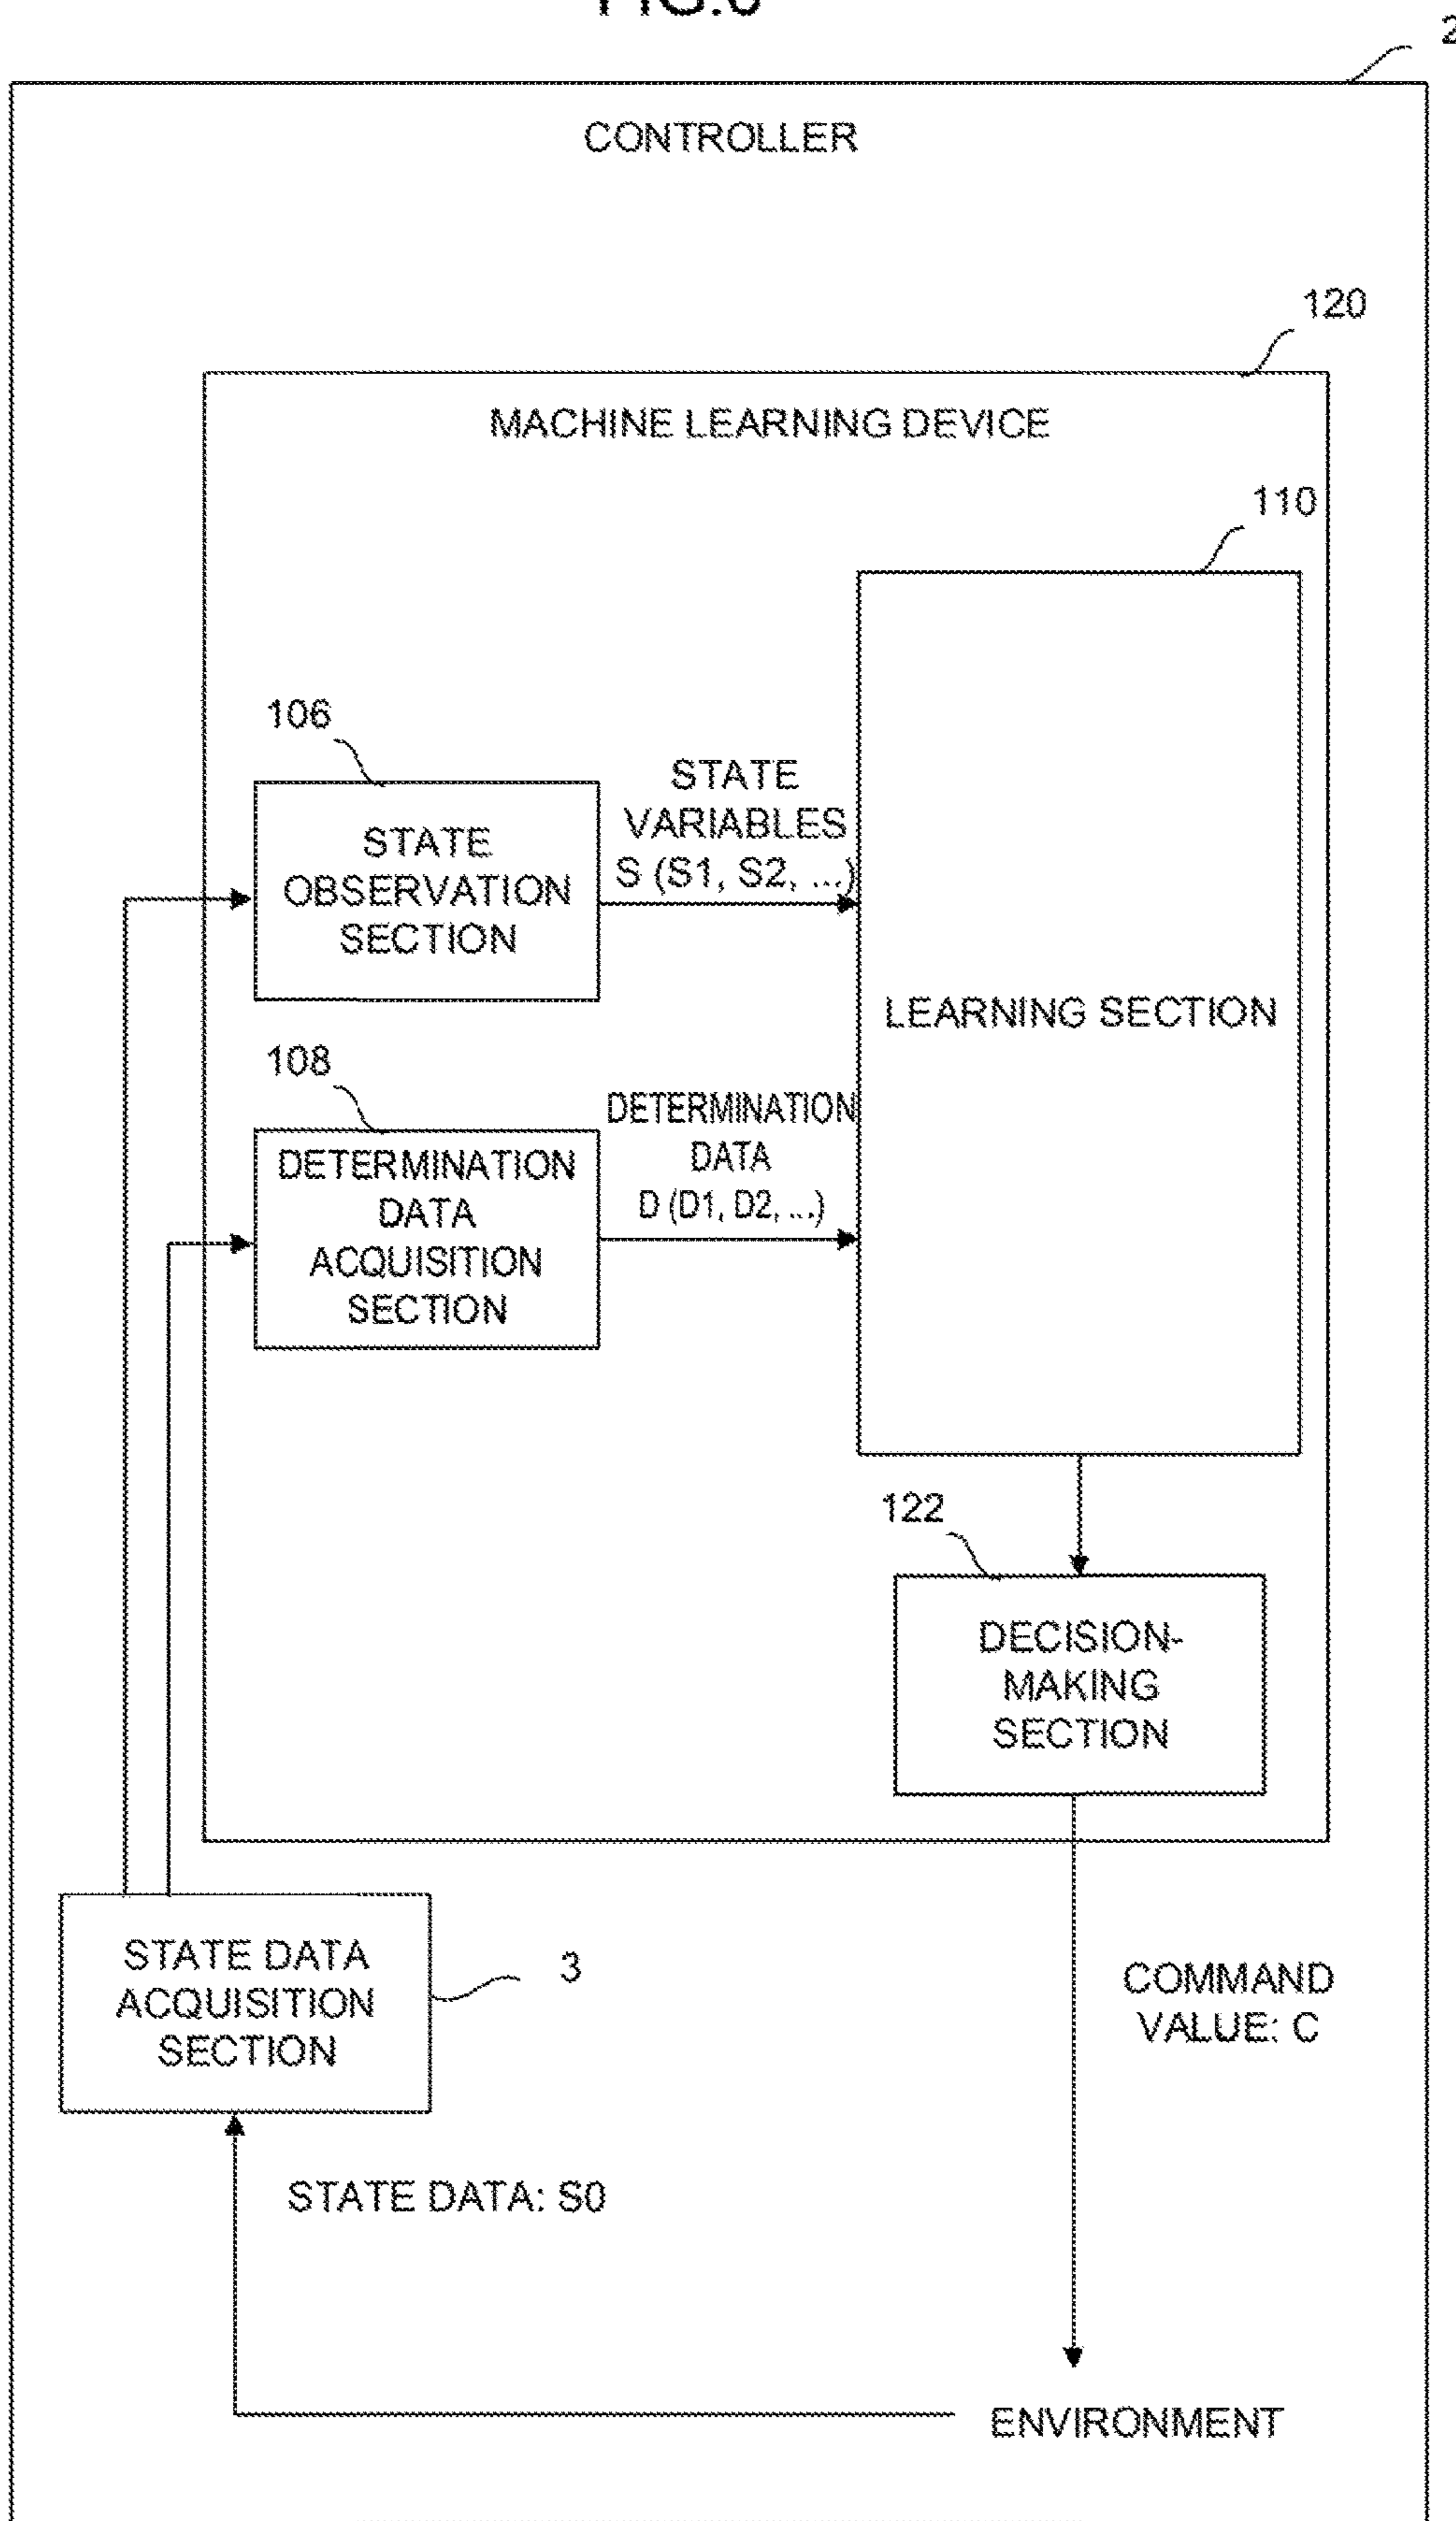 2
CONTROLLER
120
MACHINE LEARNING DEVICE
110
106
STATE
OBSERVATION
SECTION
STATE
VARIABLES
S (S1, S2, ...)
LEARNING SECTION
108
DETERMINATION
DATA
ACQUISITION
SECTION
DETERMINATION
DATA
D (D1, D2, ...)
122
DECISION-
MAKING
SECTION
STATE DATA
ACQUISITION
SECTION
3
COMMAND
VALUE: C
STATE DATA: S0
ENVIRONMENT